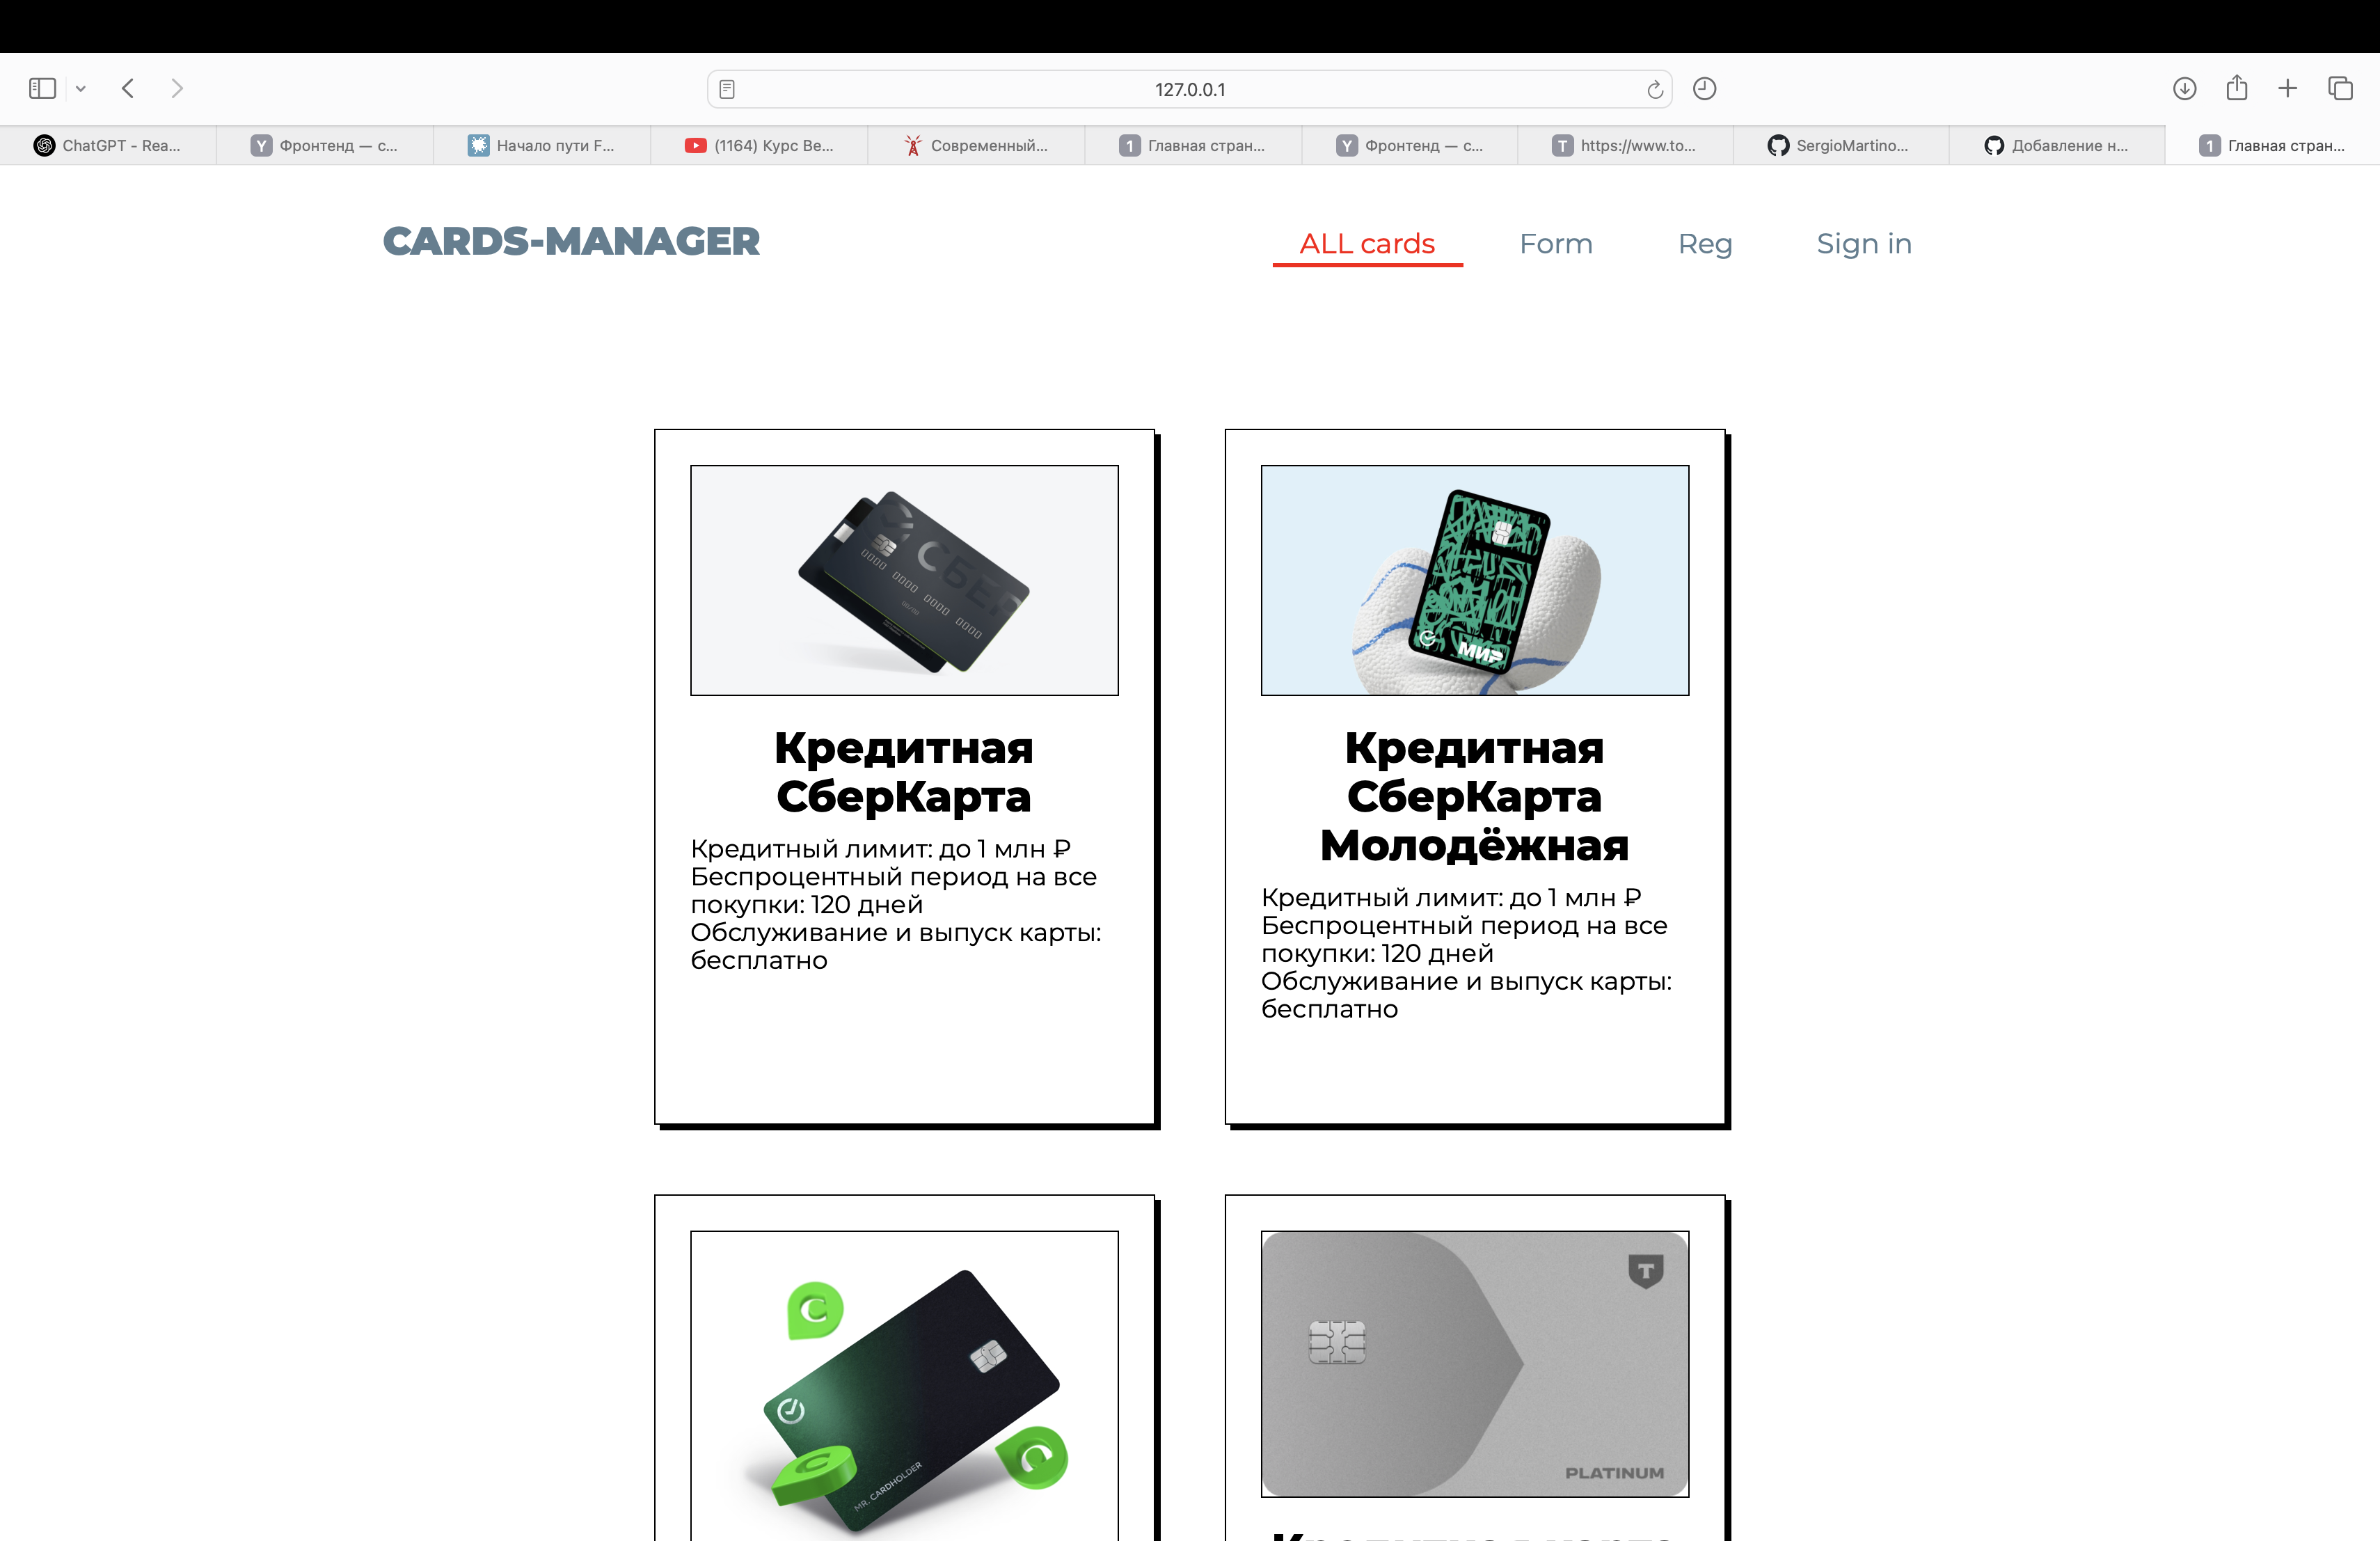 127.0.0.1
ChatGPT - Rea...
Y
Фронтенд — с...
Начало пути F...
(1164) Курс Ве...
Современный...
1
Главная стран...
Y
Фронтенд — с...
T
https://www.to...
SergioMartino...
Добавление н...
1
Главная стран...
CARDS-MANAGER
ALL cards
Form
Reg
Sign in
СБЕР
0000 0000 0000 0000
МИР
Кредитная
СберКарта
Кредитный лимит: до 1 млн ₽
Беспроцентный период на все
покупки: 120 дней
Обслуживание и выпуск карты:
бесплатно
Кредитная
СберКарта
Молодёжная
Кредитный лимит: до 1 млн ₽
Беспроцентный период на все
покупки: 120 дней
Обслуживание и выпуск карты:
бесплатно
C
C
C
MR. CARDHOLDER
T
PLATINUM
Кредитная карта